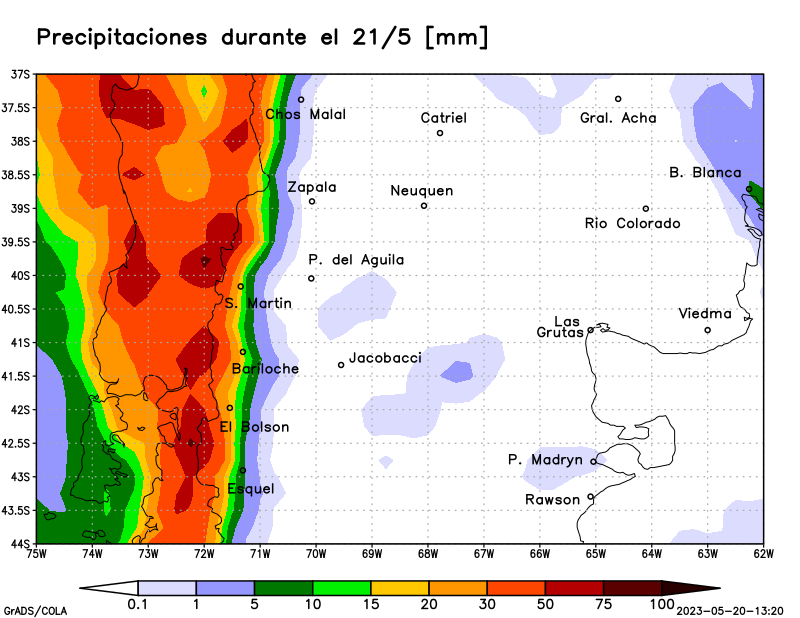 Precipitaciones durante el 21/5 [mm]
37S
37.5S
38S
38.5S
39S
39.5S
40S
40.5S
41S
41.5S
42S
42.5S
43S
43.5S
44S
Chos Malal
Catriel
Gral. Acha
B. Blanca
Zapala
Neuquen
Rio Colorado
P. del Aguila
S. Martin
Las
Grutas
Viedma
Bariloche
Jacobacci
El Bolson
P. Madryn
Esquel
Rawson
75W 74W 73W 72W 71W 70W 69W 68W 67W 66W 65W 64W 63W 62W
0.1 1 5 10 15 20 30 50 75 100
GrADS/COLA
2023-05-20-13:20